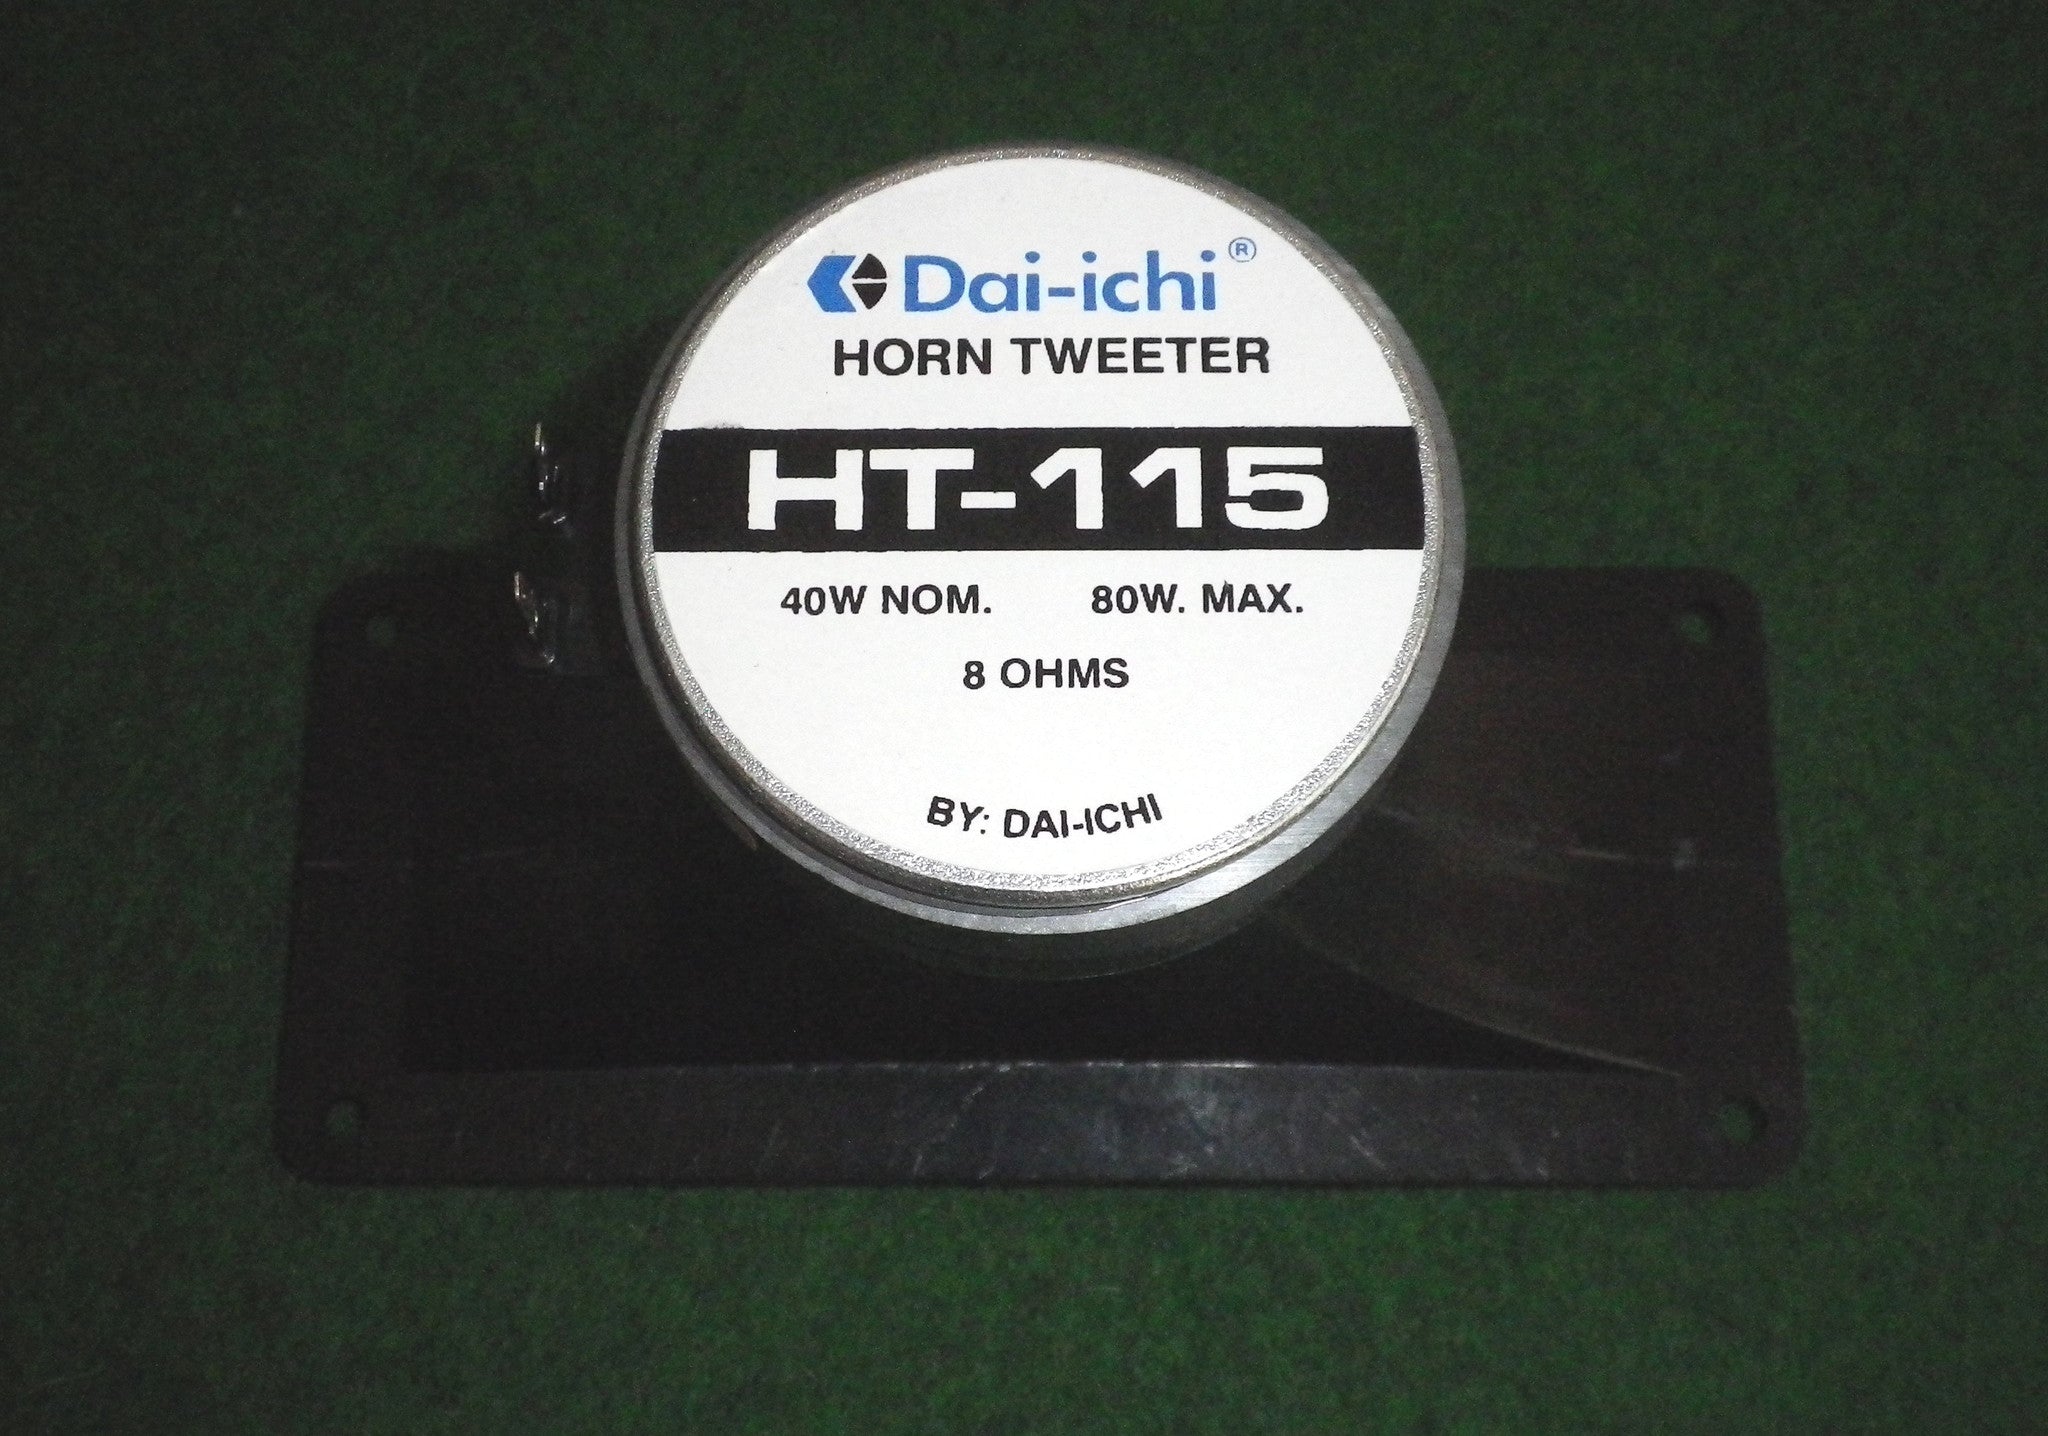 Dai-ichi®
HORN TWEETER
HT-115
40W NOM. 80W. MAX.
8 OHMS
BY: DAI-ICHI